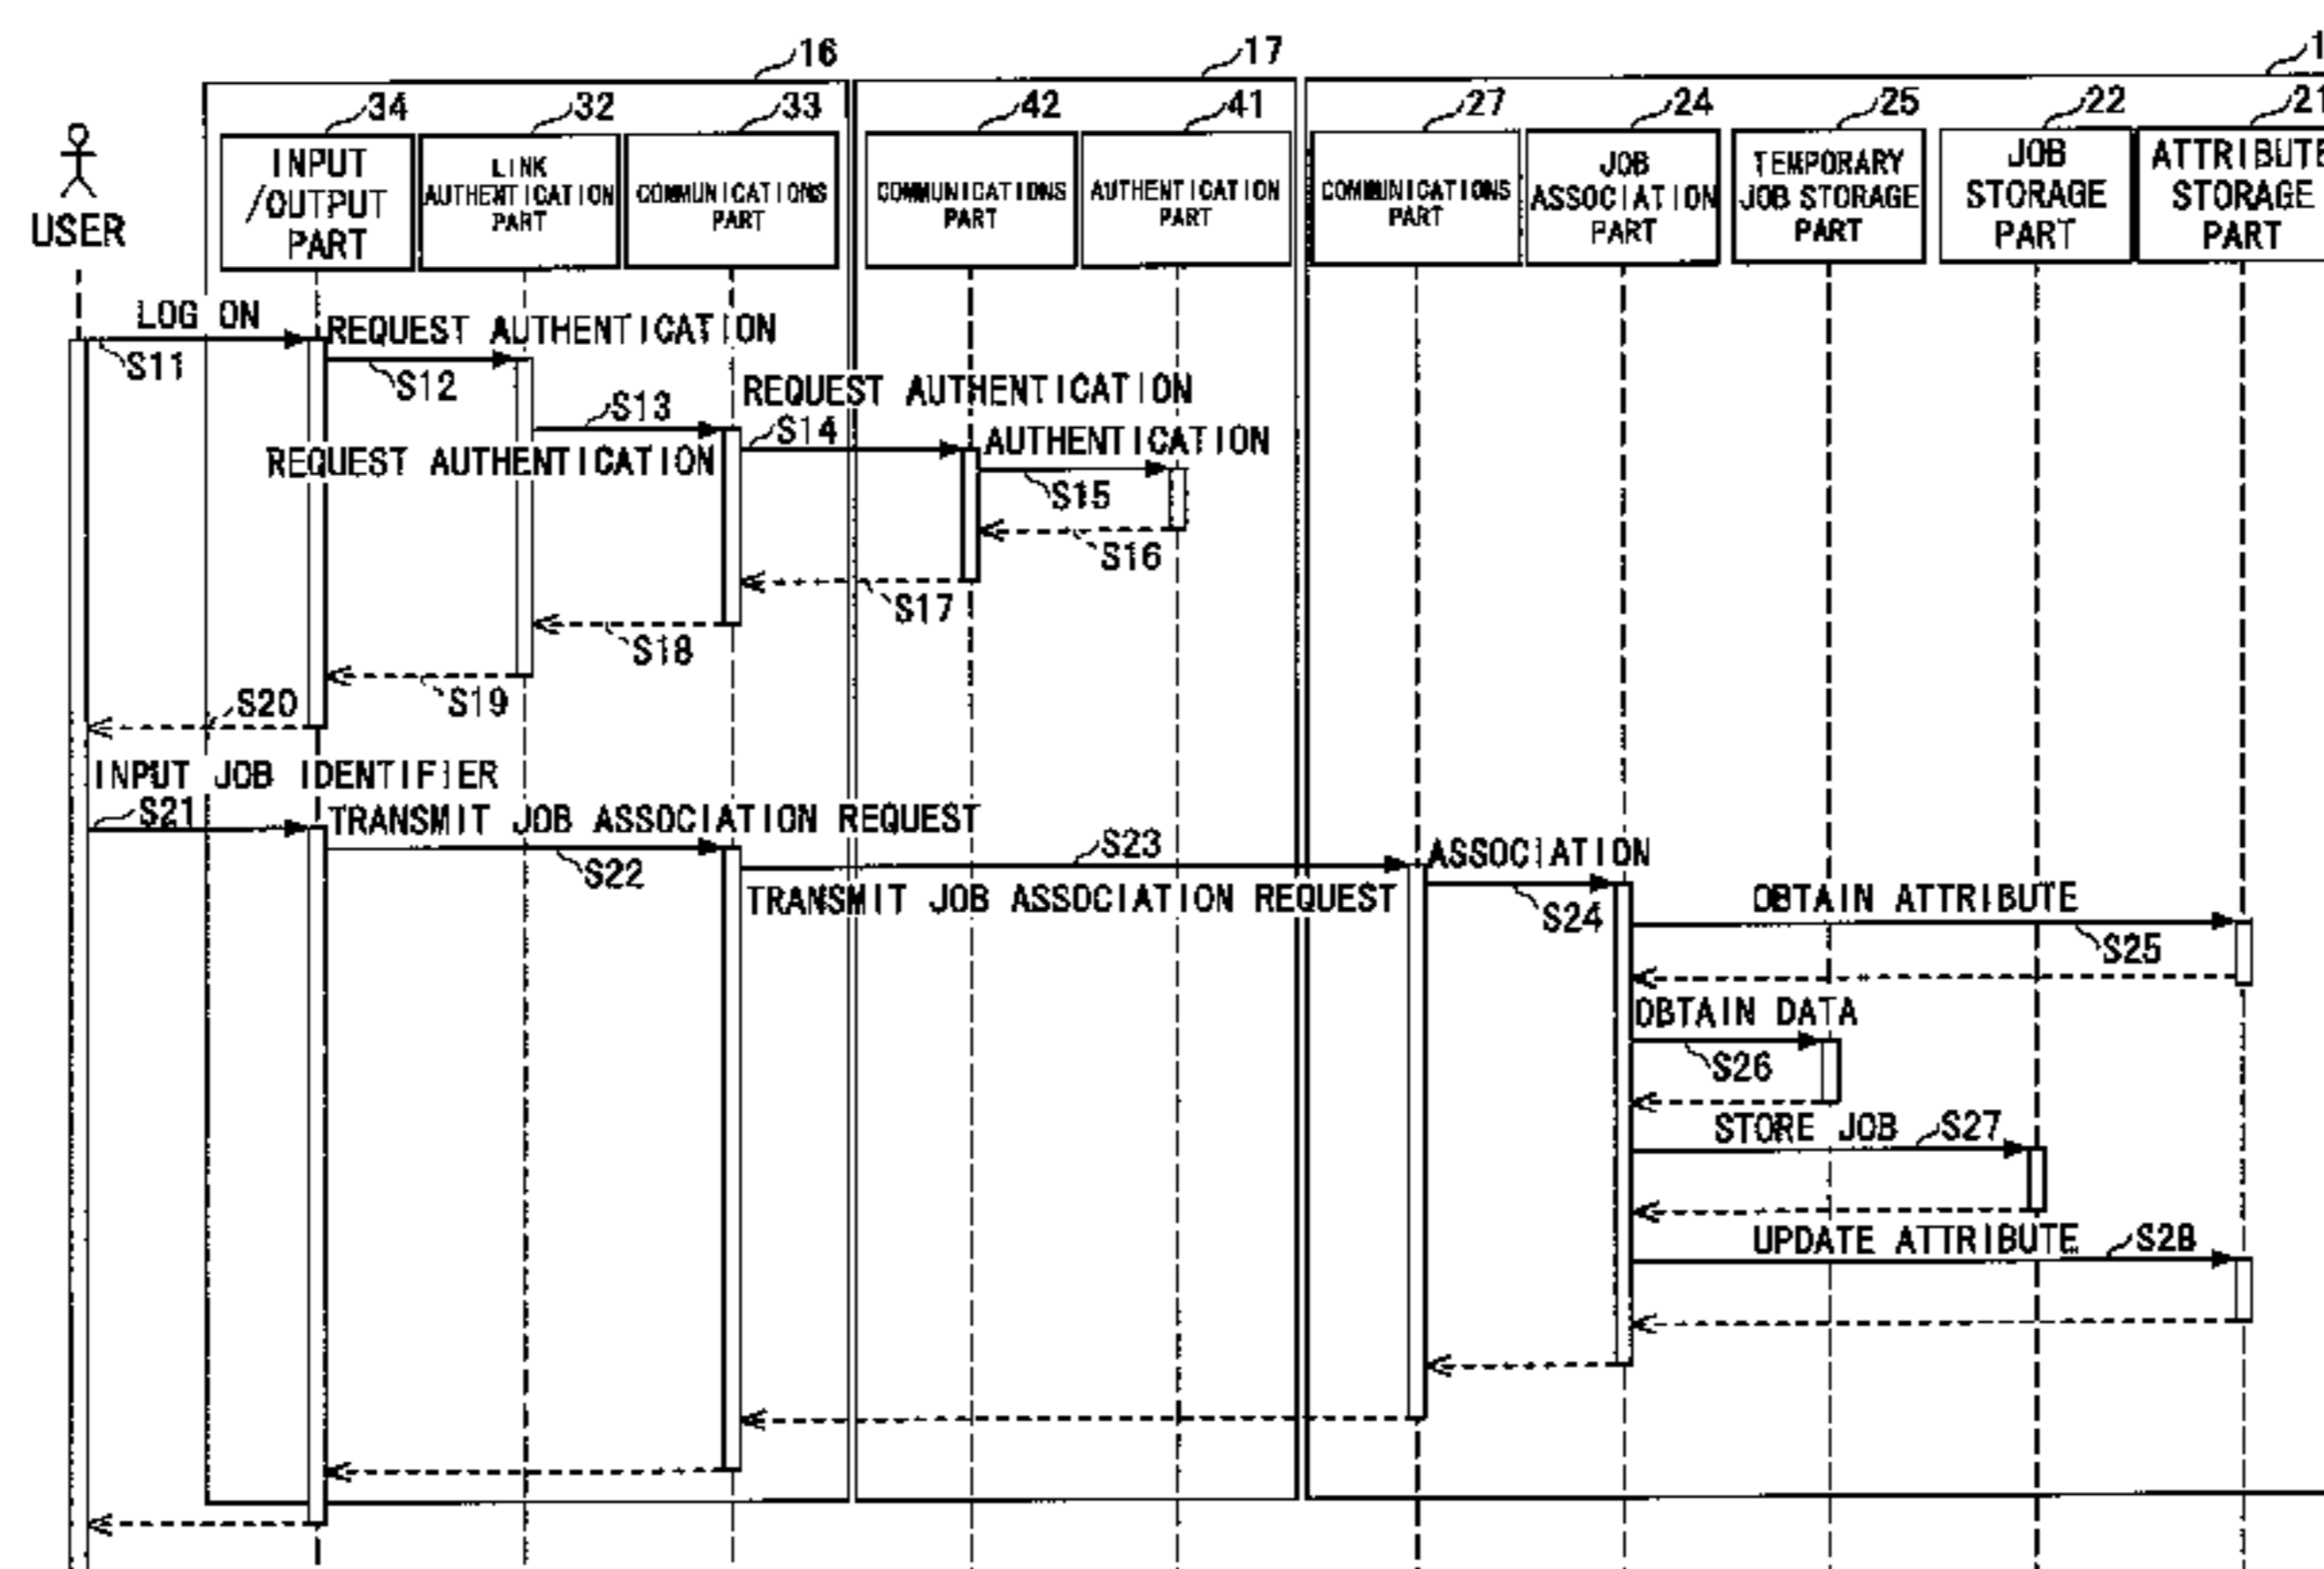 16
17
1
34
32
33
42
41
27
24
25
22
21
USER
INPUT
/OUTPUT
PART
LINK
AUTHENTICATION
PART
COMMUNICATIONS
PART
COMMUNICATIONS
PART
AUTHENTICATION
PART
COMMUNICATIONS
PART
JOB
ASSOCIATION
PART
TEMPORARY
JOB STORAGE
PART
JOB
STORAGE
PART
ATTRIBUTE
STORAGE
PART
LOG ON
S11
REQUEST AUTHENTICATION
S12
S13
REQUEST AUTHENTICATION
REQUEST AUTHENTICATION
S14
AUTHENTICATION
S15
S16
S17
S18
S19
S20
INPUT JOB IDENTIFIER
S21
TRANSMIT JOB ASSOCIATION REQUEST
S22
S23
TRANSMIT JOB ASSOCIATION REQUEST
ASSOCIATION
S24
OBTAIN ATTRIBUTE
S25
OBTAIN DATA
S26
STORE JOB
S27
UPDATE ATTRIBUTE
S28